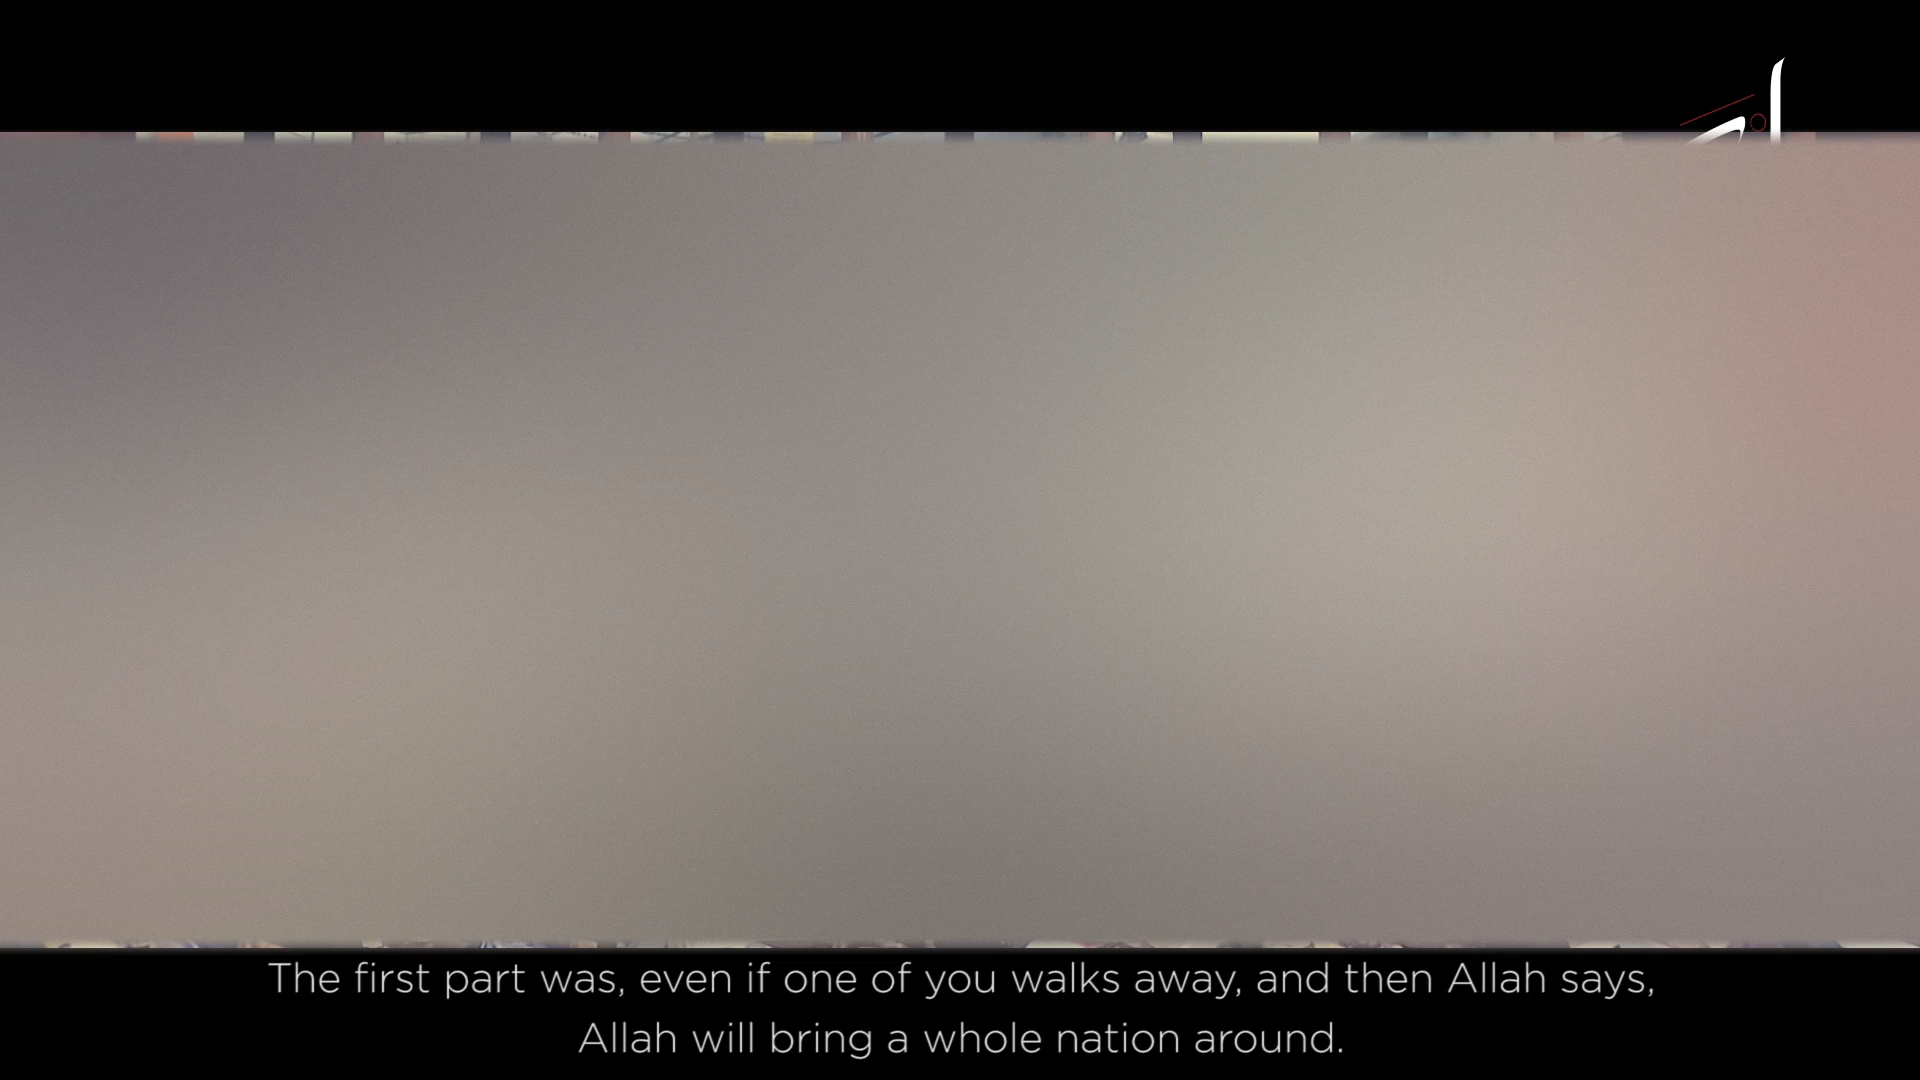 The first part was, even if one of you walks away, and then Allah says,
Allah will bring a whole nation around.